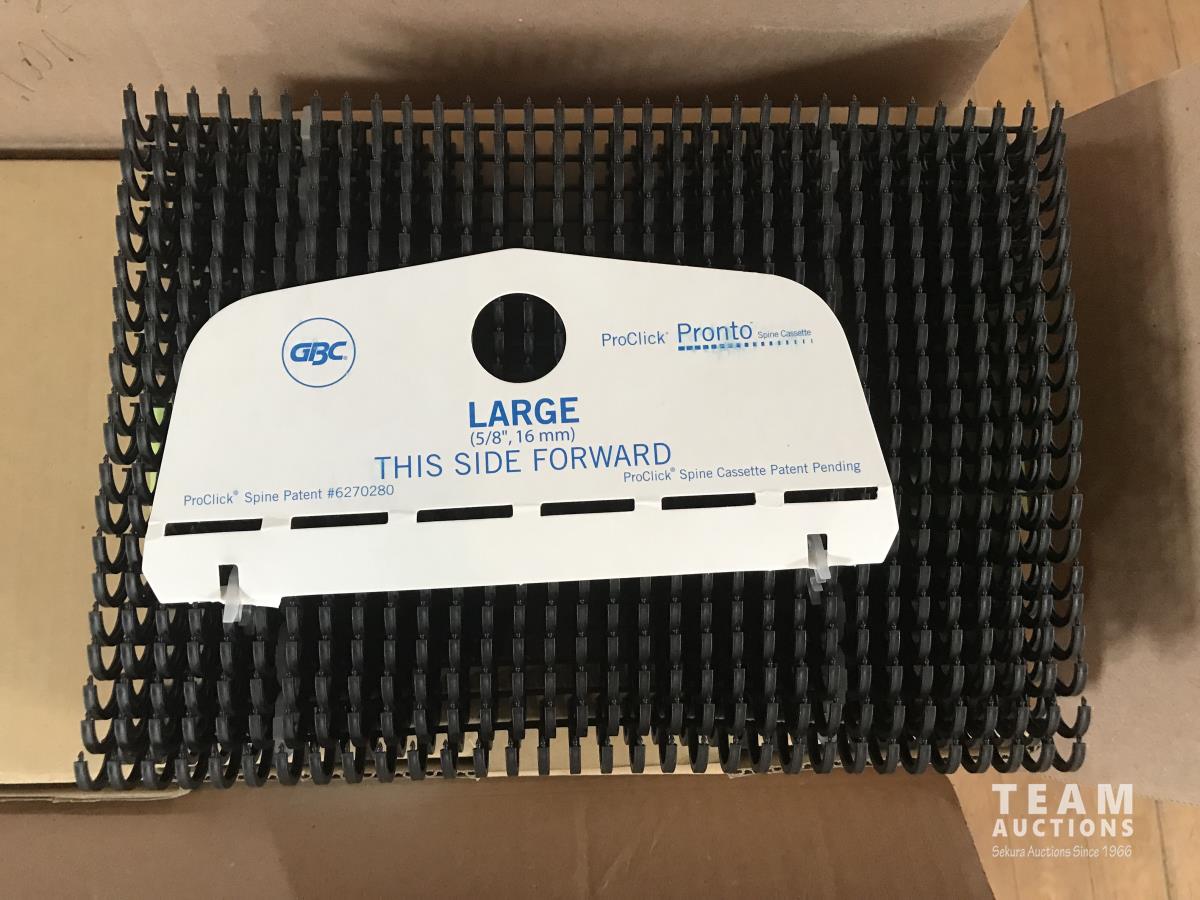 GBC®
ProClick® Pronto™ Spine Cassette
LARGE
(5/8", 16 mm)
THIS SIDE FORWARD
ProClick® Spine Patent #6270280
ProClick® Spine Cassette Patent Pending
TEAM
AUCTIONS
Sekura Auctions Since 1966